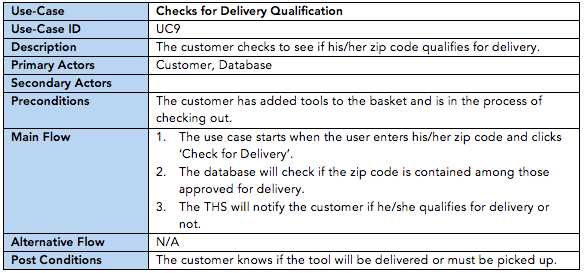 Use-Case Checks for Delivery Qualification
Use-Case ID UC9
Description The customer checks to see if his/her zip code qualifies for delivery.
Primary Actors Customer, Database
Secondary Actors
Preconditions The customer has added tools to the basket and is in the process of
checking out.
Main Flow 1. The use case starts when the user enters his/her zip code and clicks
‘Check for Delivery’.
2. The database will check if the zip code is contained among those
approved for delivery.
3. The THS will notify the customer if he/she qualifies for delivery or
not.
Alternative Flow N/A
Post Conditions The customer knows if the tool will be delivered or must be picked up.